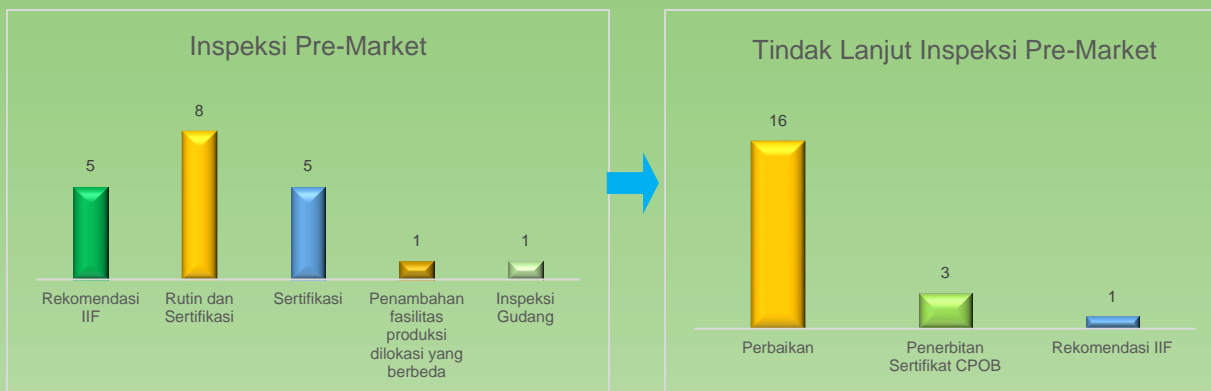 Inspeksi Pre-Market
5
8
5
1
1
Rekomendasi
IIF
Rutin dan
Sertifikasi
Sertifikasi
Penambahan
fasilitas
produksi
dilokasi yang
berbeda
Inspeksi
Gudang
Tindak Lanjut Inspeksi Pre-Market
16
3
1
Perbaikan
Penerbitan
Sertifikat CPOB
Rekomendasi IIF